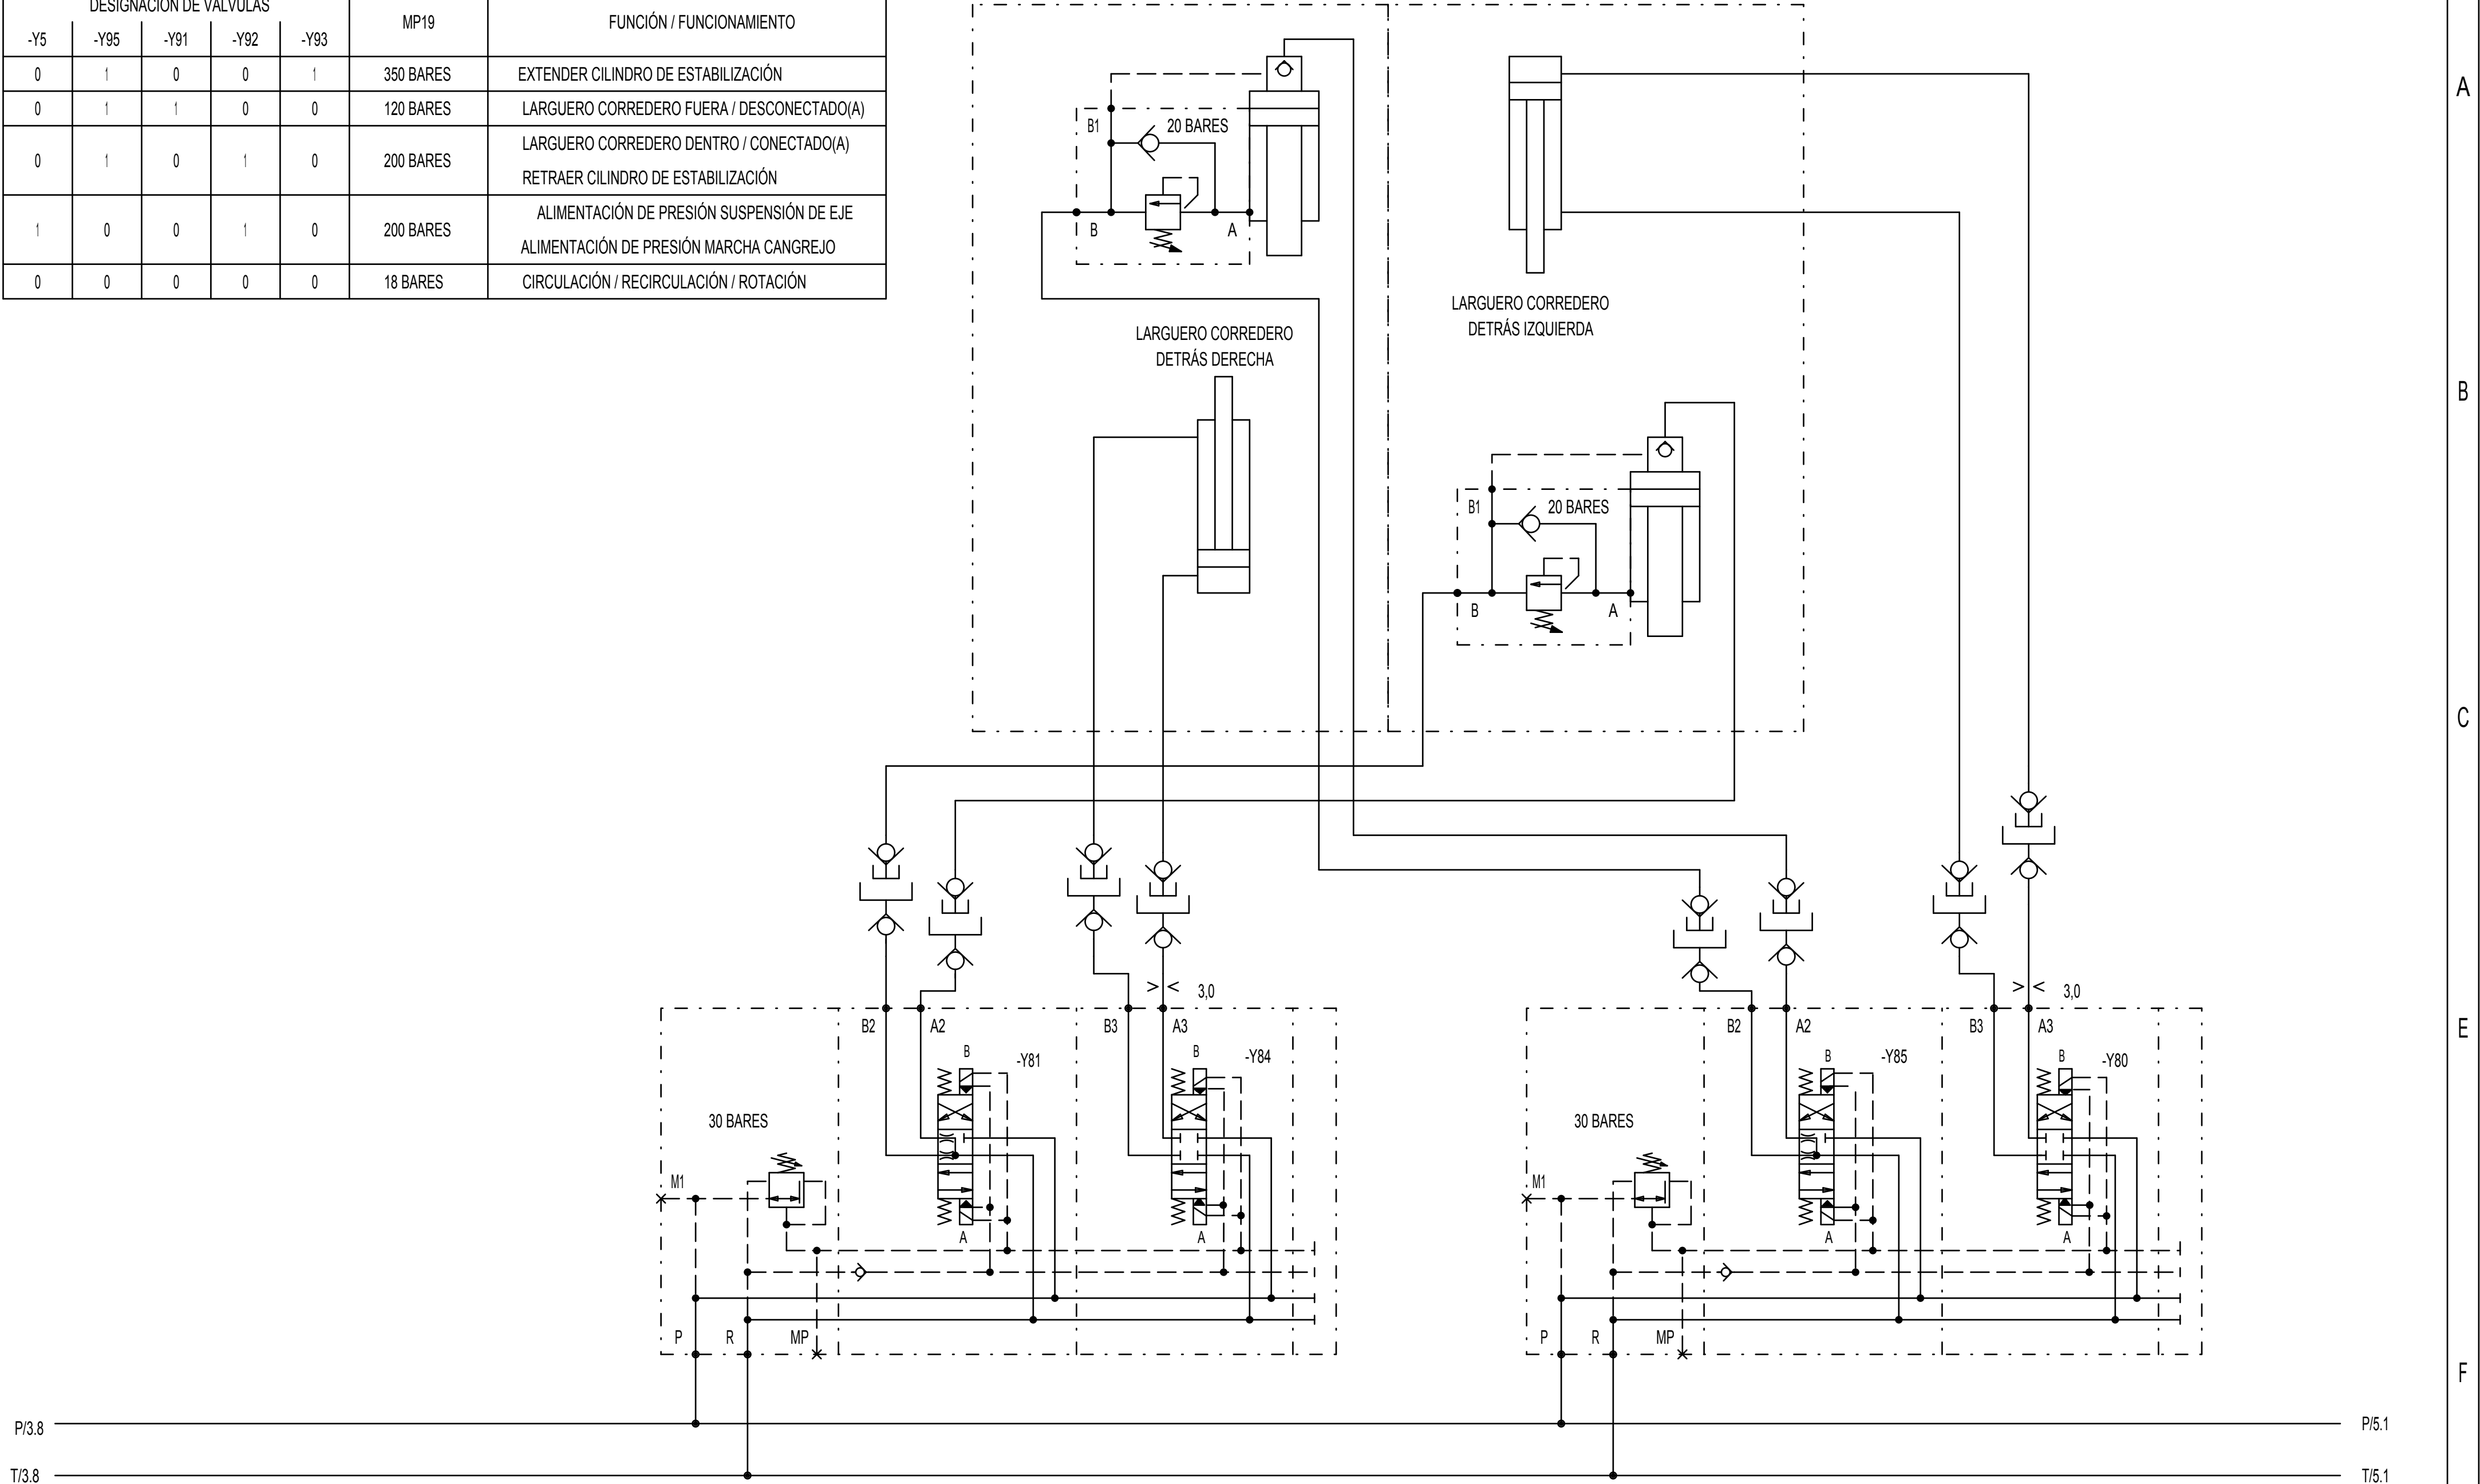 DESIGNACIÓN DE VÁLVULAS
MP19
FUNCIÓN / FUNCIONAMIENTO
-Y5 -Y95 -Y91 -Y92 -Y93
0 1 0 0 1 350 BARES EXTENDER CILINDRO DE ESTABILIZACIÓN
0 1 1 0 0 120 BARES LARGUERO CORREDERO FUERA / DESCONECTADO(A)
0 1 0 1 0 200 BARES LARGUERO CORREDERO DENTRO / CONECTADO(A)
RETRAER CILINDRO DE ESTABILIZACIÓN
1 0 0 1 0 200 BARES ALIMENTACIÓN DE PRESIÓN SUSPENSIÓN DE EJE
ALIMENTACIÓN DE PRESIÓN MARCHA CANGREJO
0 0 0 0 0 18 BARES CIRCULACIÓN / RECIRCULACIÓN / ROTACIÓN
A
B1 20 BARES
B A
LARGUERO CORREDERO
DETRÁS IZQUIERDA
LARGUERO CORREDERO
DETRÁS DERECHA
B
B1 20 BARES
B A
C
3,0
3,0
B2 A2 B3 A3
B2 A2 B3 A3
E
B -Y81 B -Y84
B -Y85 B -Y80
30 BARES
30 BARES
M1
M1
A A
A A
P R MP
P R MP
F
P/3.8
P/5.1
T/3.8
T/5.1